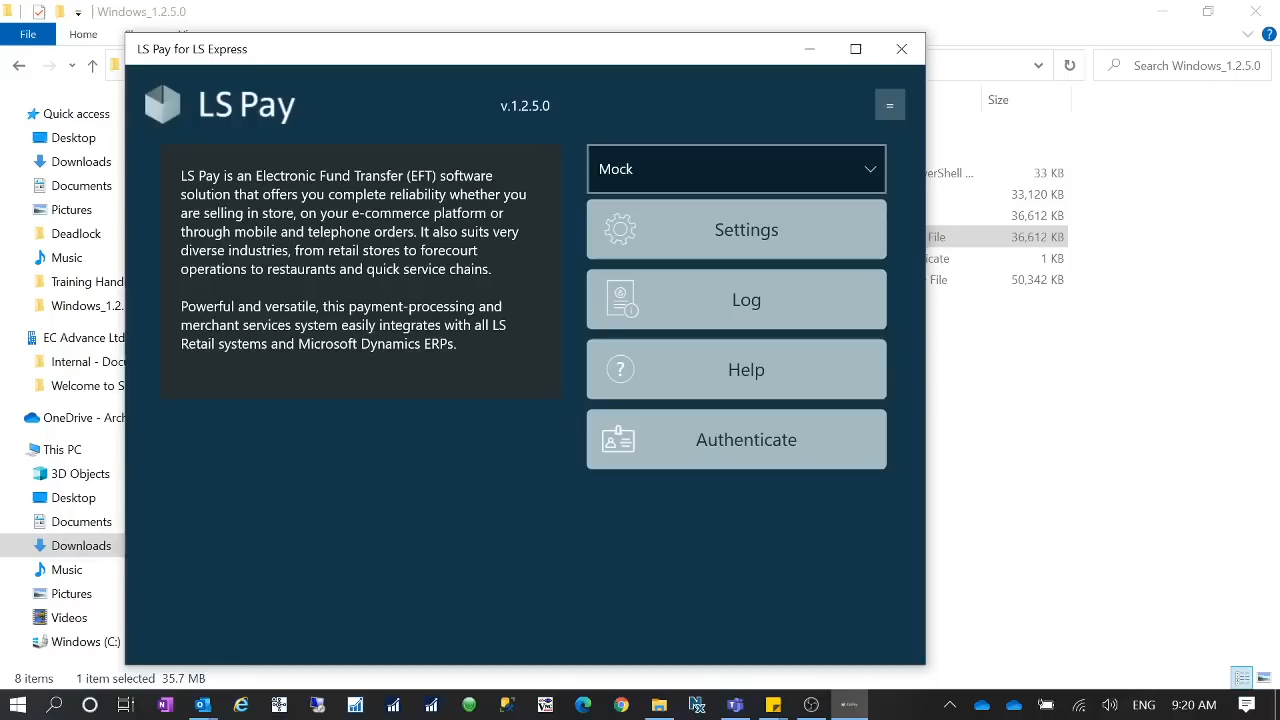 Windows_1.2.5.0
File
Home
LS Pay for LS Express
Search Windows_1.2.5.0
LS Pay
v.1.2.5.0
=
Quick access
Desktop
Downloads
Documents
Pictures
Deadlock
Music
Training Hand
Windows_1.2.
EC Advance Ltd
Internal - Doc
Welcome to S
OneDrive - Arch
This PC
3D Objects
Desktop
Documents
Downloads
Music
Pictures
Videos
Windows (C:)
LS Pay is an Electronic Fund Transfer (EFT) software
solution that offers you complete reliability whether you
are selling in store, on your e-commerce platform or
through mobile and telephone orders. It also suits very
diverse industries, from retail stores to forecourt
operations to restaurants and quick service chains.
Powerful and versatile, this payment-processing and
merchant services system easily integrates with all LS
Retail systems and Microsoft Dynamics ERPs.
Mock
Settings
Log
Help
Authenticate
Size
verShell ... 33 KB
33,120 KB
36,612 KB
File 36,612 KB
icate 1 KB
File 50,342 KB
8 items 1 item selected 35.7 MB
ENG 9:20 AM